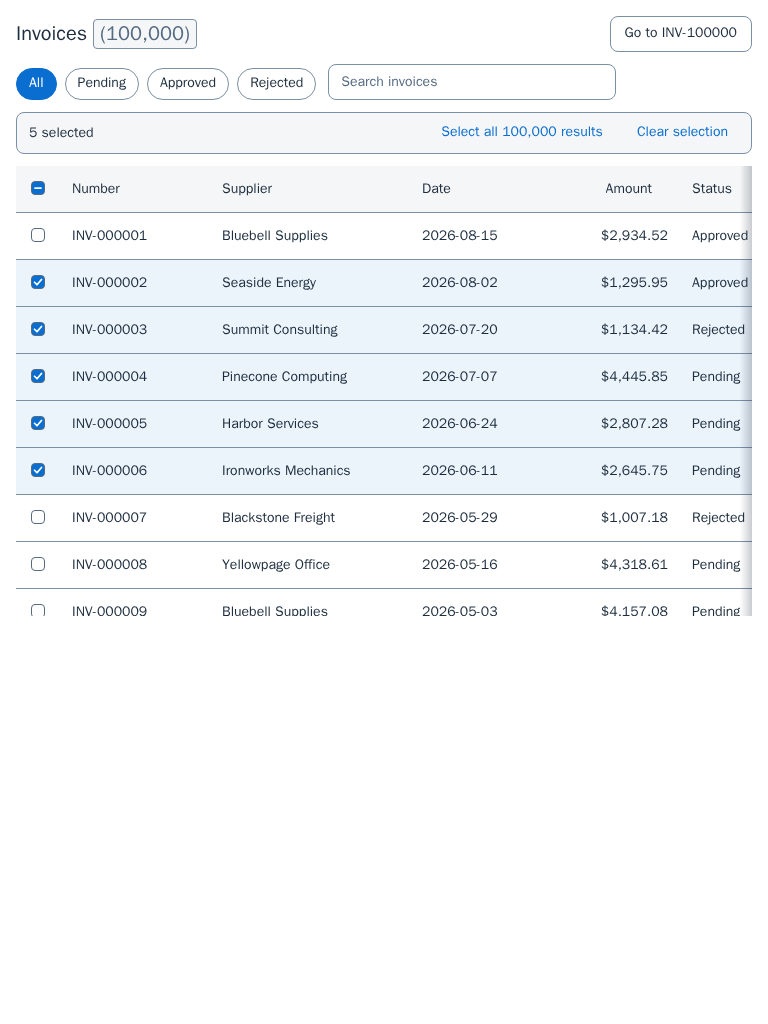 Invoices (100,000) Go to INV-100000
All Pending Approved Rejected Search invoices
5 selected Select all 100,000 results Clear selection
Number Supplier Date Amount Status
INV-000001 Bluebell Supplies 2026-08-15 $2,934.52 Approved
INV-000002 Seaside Energy 2026-08-02 $1,295.95 Approved
INV-000003 Summit Consulting 2026-07-20 $1,134.42 Rejected
INV-000004 Pinecone Computing 2026-07-07 $4,445.85 Pending
INV-000005 Harbor Services 2026-06-24 $2,807.28 Pending
INV-000006 Ironworks Mechanics 2026-06-11 $2,645.75 Pending
INV-000007 Blackstone Freight 2026-05-29 $1,007.18 Rejected
INV-000008 Yellowpage Office 2026-05-16 $4,318.61 Pending
INV-000009 Bluebell Supplies 2026-05-03 $4,157.08 Pending